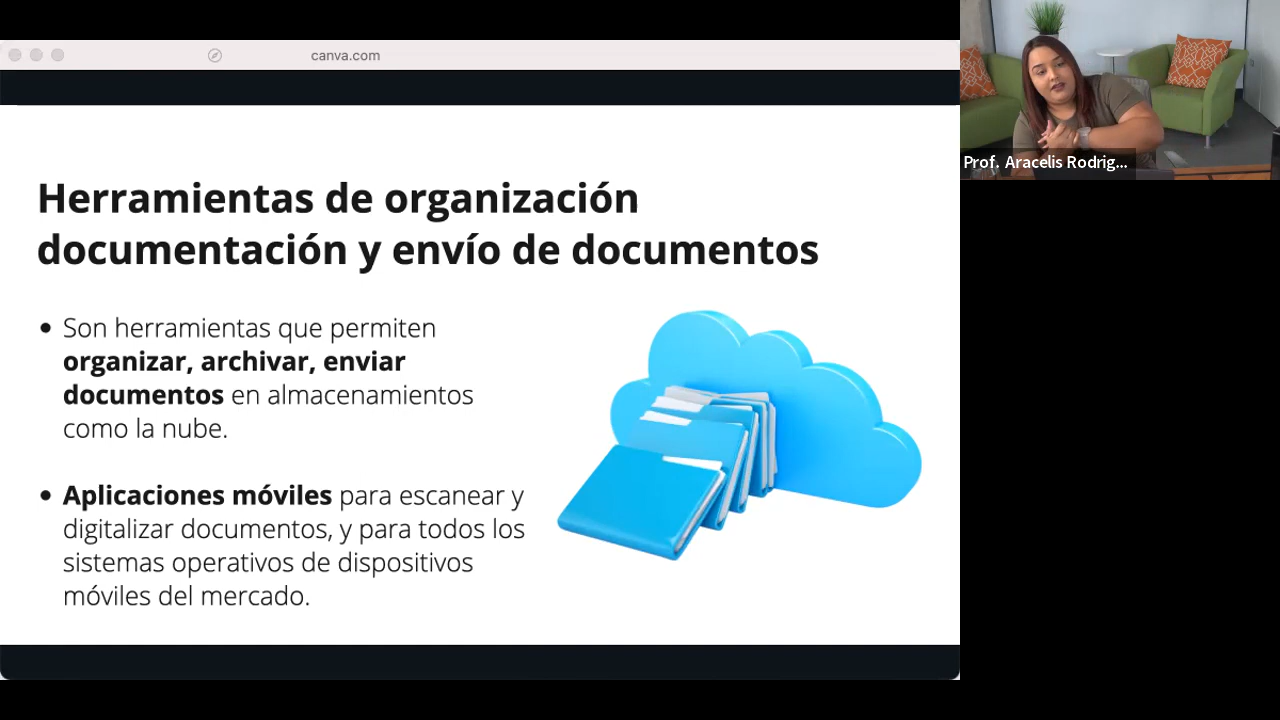 canva.com
Prof. Aracelis Rodrig...
Herramientas de organización
documentación y envío de documentos
• Son herramientas que permiten
organizar, archivar, enviar
documentos en almacenamientos
como la nube.
• Aplicaciones móviles para escanear y
digitalizar documentos, y para todos los
sistemas operativos de dispositivos
móviles del mercado.